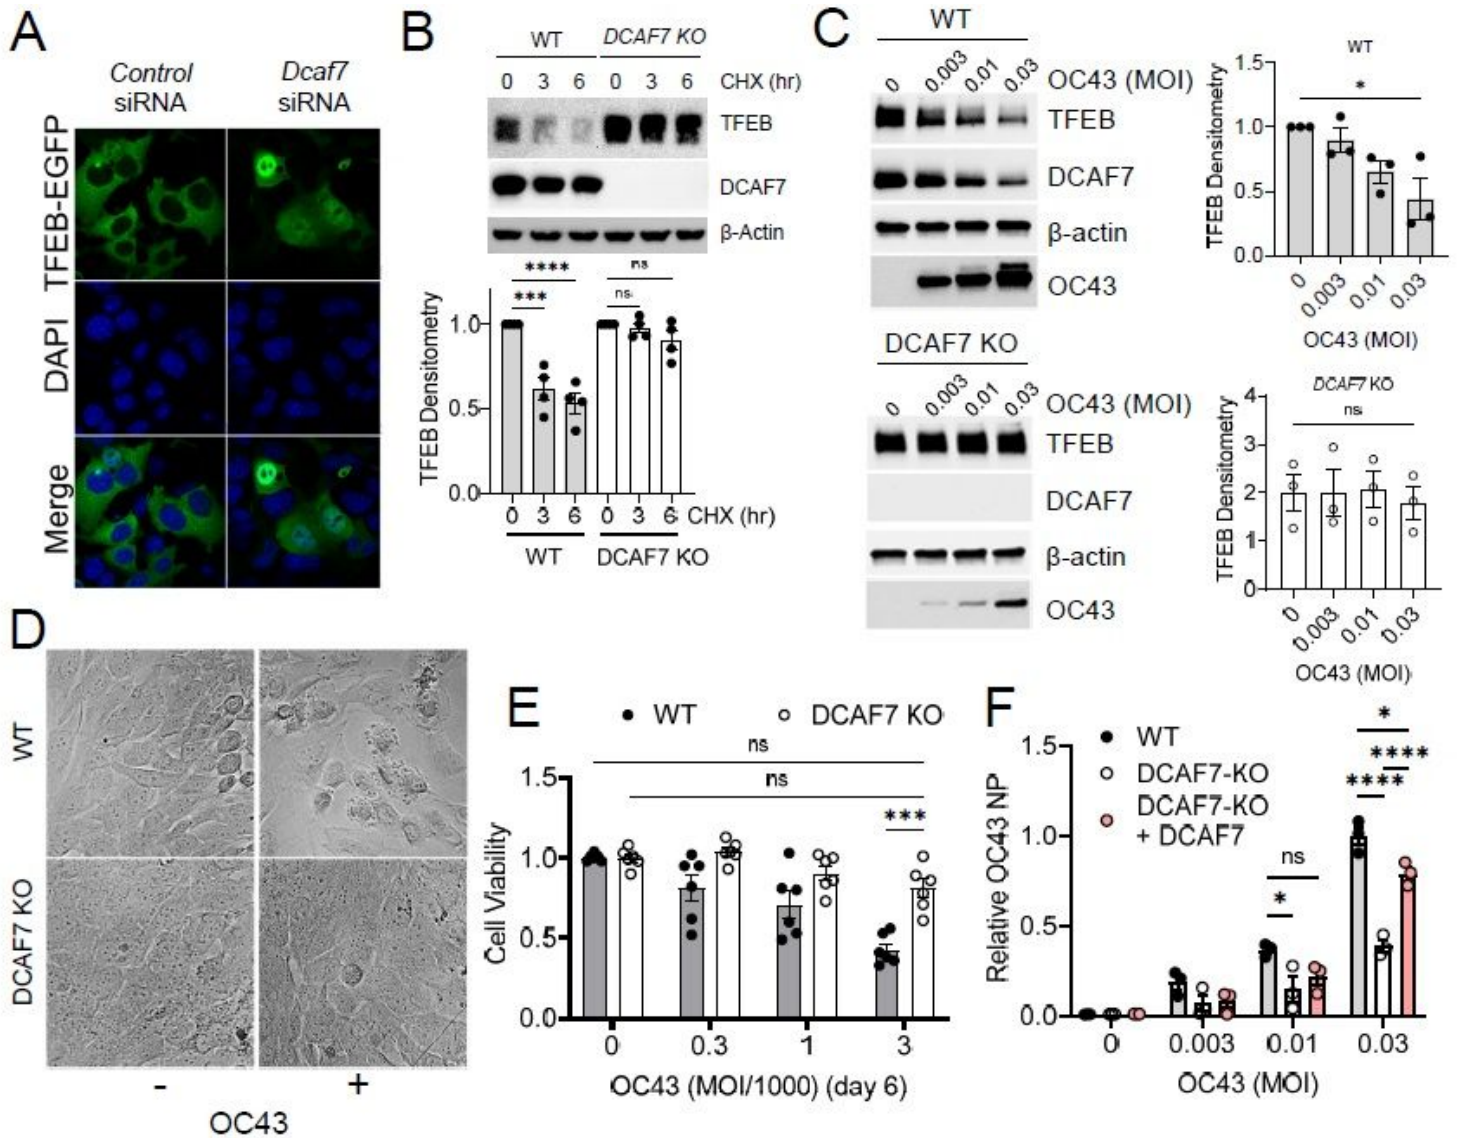 A
Control
siRNA
Dcaf7
siRNA
TFEB-EGFP
DAPI
Merge
B
WT
DCAF7 KO
0 3 6 0 3 6 CHX (hr)
TFEB
DCAF7
β-Actin
**** ns
*** ns
TFEB Densitometry
1.0
0.5
0.0
0 3 6 0 3 6 CHX (hr)
WT DCAF7 KO
C
WT
0 0.003 0.01 0.03 OC43 (MOI)
TFEB
DCAF7
β-actin
OC43
DCAF7 KO
0 0.003 0.01 0.03 OC43 (MOI)
TFEB
DCAF7
β-actin
OC43
WT
*
TFEB Densitometry
1.5
1.0
0.5
0.0
0 0.003 0.01 0.03
OC43 (MOI)
DCAF7 KO
ns
TFEB Densitometry
4
3
2
1
0
0 0.003 0.01 0.03
OC43 (MOI)
D
WT
DCAF7 KO
- +
OC43
E
WT DCAF7 KO
ns
ns
***
Cell Viability
1.5
1.0
0.5
0.0
0 0.3 1 3
OC43 (MOI/1000) (day 6)
F
WT
DCAF7-KO
DCAF7-KO
+ DCAF7
*
****
****
ns
*
Relative OC43 NP
1.5
1.0
0.5
0.0
0 0.003 0.01 0.03
OC43 (MOI)